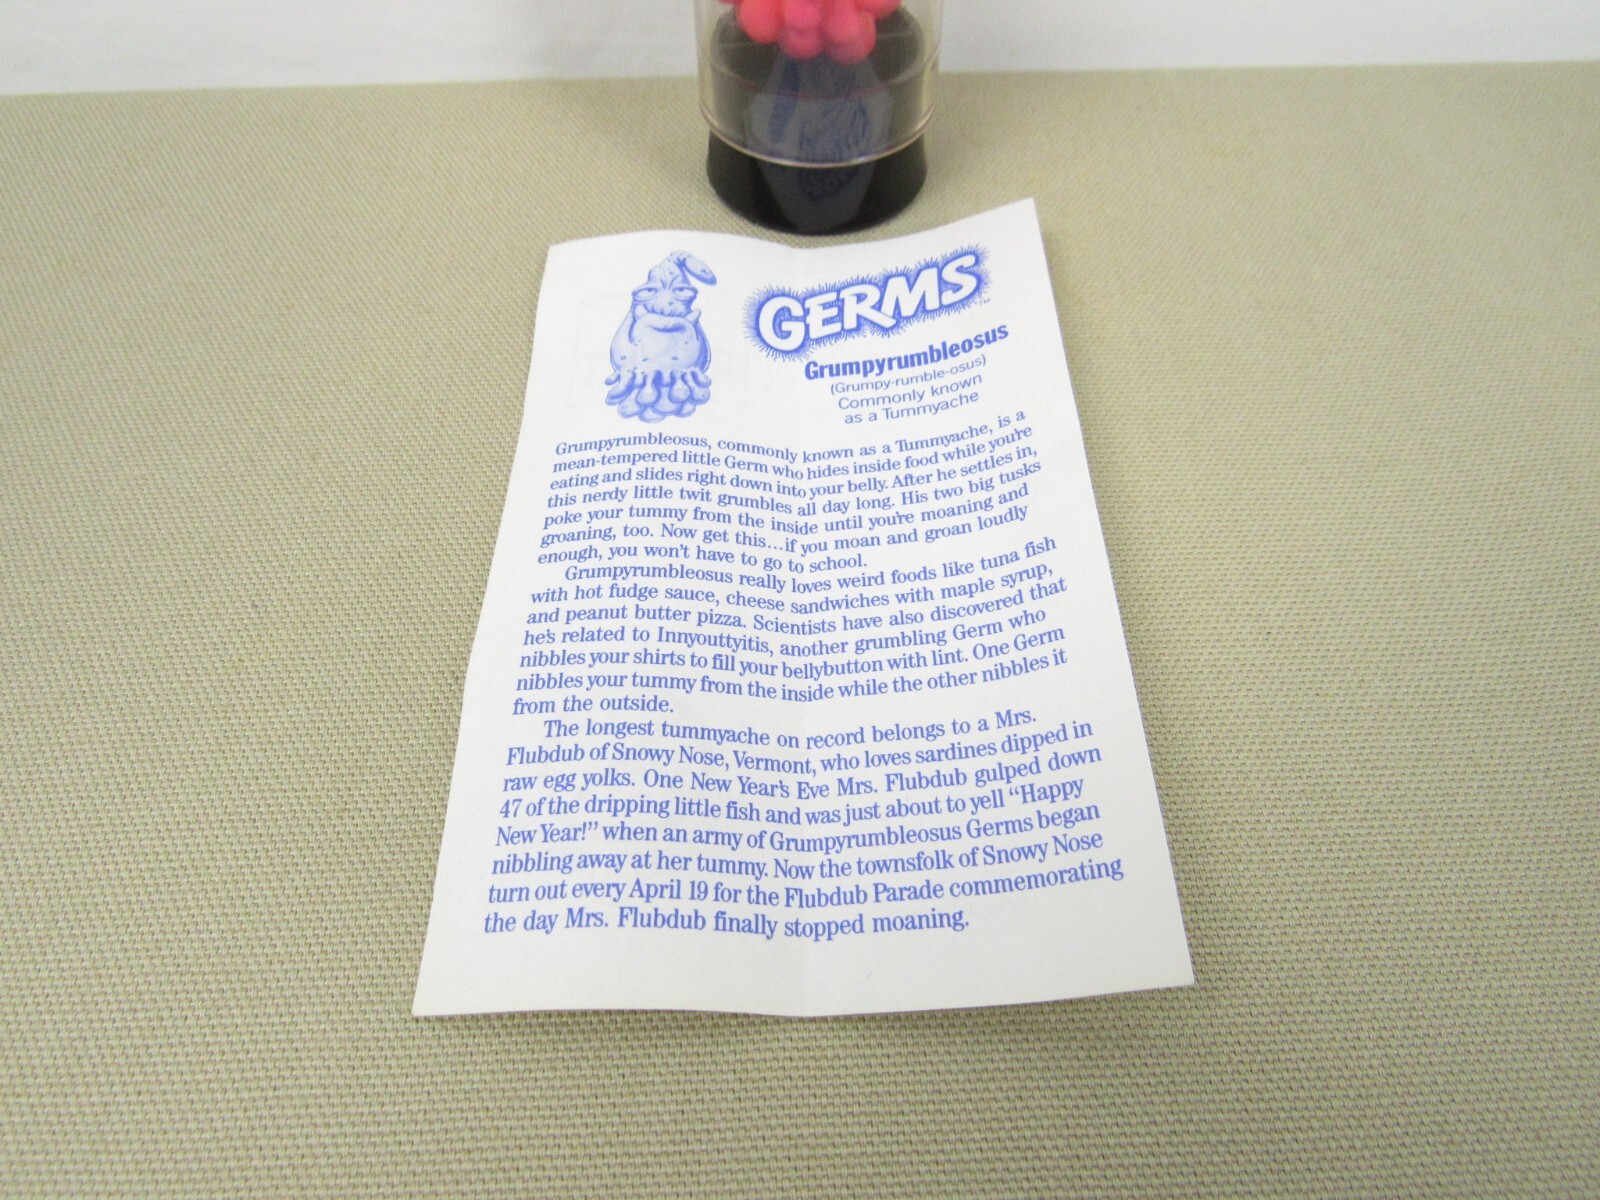 GERMS™
Grumpyrumbleosus
(Grumpy-rumble-osus)
Commonly known
as a Tummyache
Grumpyrumbleosus, commonly known as a Tummyache, is a
mean-tempered little Germ who hides inside food while you're
eating and slides right down into your belly. After he settles in,
this nerdy little twit grumbles all day long. His two big tusks
poke your tummy from the inside until you're moaning and
groaning, too. Now get this...if you moan and groan loudly
enough, you won't have to go to school.
Grumpyrumbleosus really loves weird foods like tuna fish
with hot fudge sauce, cheese sandwiches with maple syrup,
and peanut butter pizza. Scientists have also discovered that
he's related to Innyouttyitis, another grumbling Germ who
nibbles your shirts to fill your bellybutton with lint. One Germ
nibbles your tummy from the inside while the other nibbles it
from the outside.
The longest tummyache on record belongs to a Mrs.
Flubdub of Snowy Nose, Vermont, who loves sardines dipped in
raw egg yolks. One New Year's Eve Mrs. Flubdub gulped down
47 of the dripping little fish and was just about to yell “Happy
New Year!” when an army of Grumpyrumbleosus Germs began
nibbling away at her tummy. Now the townsfolk of Snowy Nose
turn out every April 19 for the Flubdub Parade commemorating
the day Mrs. Flubdub finally stopped moaning.